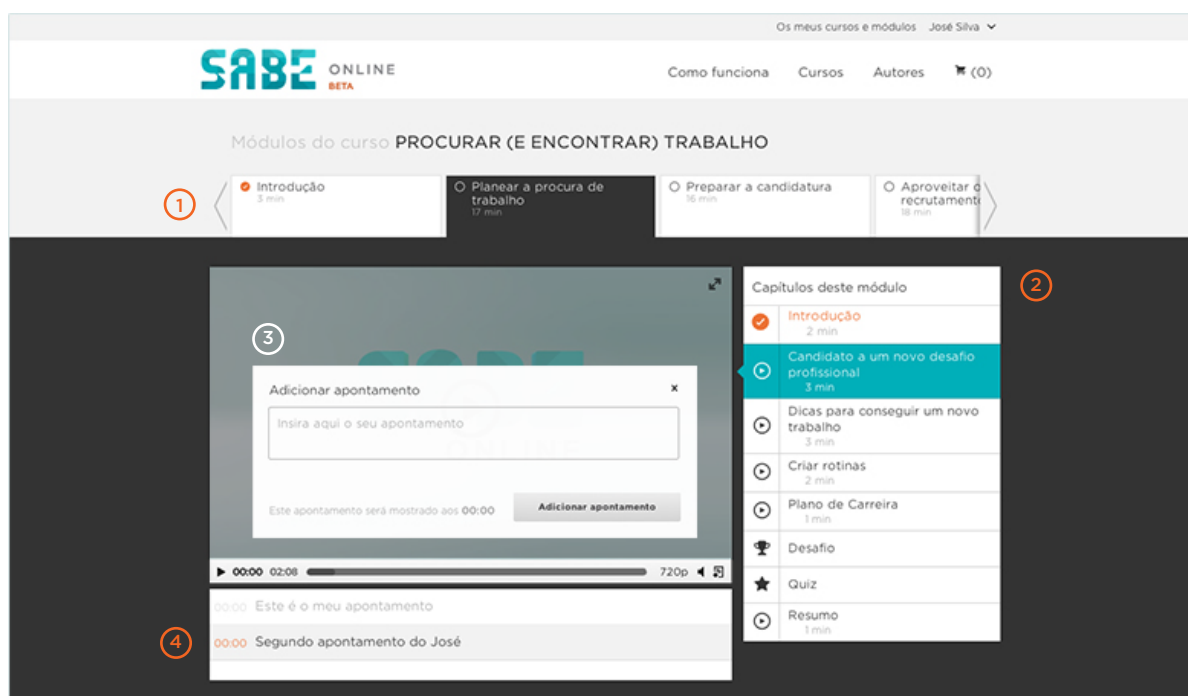 Os meus cursos e módulos José Silva
SABE ONLINE
BETA
Como funciona Cursos Autores (0)
Módulos do curso PROCURAR (E ENCONTRAR) TRABALHO
1
Introdução
3 min
Planear a procura de
trabalho
17 min
Preparar a candidatura
16 min
Aproveitar o
recrutament
18 min
2
3
SABE
ONLINE
Adicionar apontamento x
Insira aqui o seu apontamento
Este apontamento será mostrado aos 00:00
Adicionar apontamento
00:00 02:08 720p
Capítulos deste módulo
Introdução
2 min
Candidato a um novo desafio
profissional
3 min
Dicas para conseguir um novo
trabalho
3 min
Criar rotinas
2 min
Plano de Carreira
1 min
Desafio
Quiz
Resumo
1 min
00:00 Este é o meu apontamento
4
00:00 Segundo apontamento do José